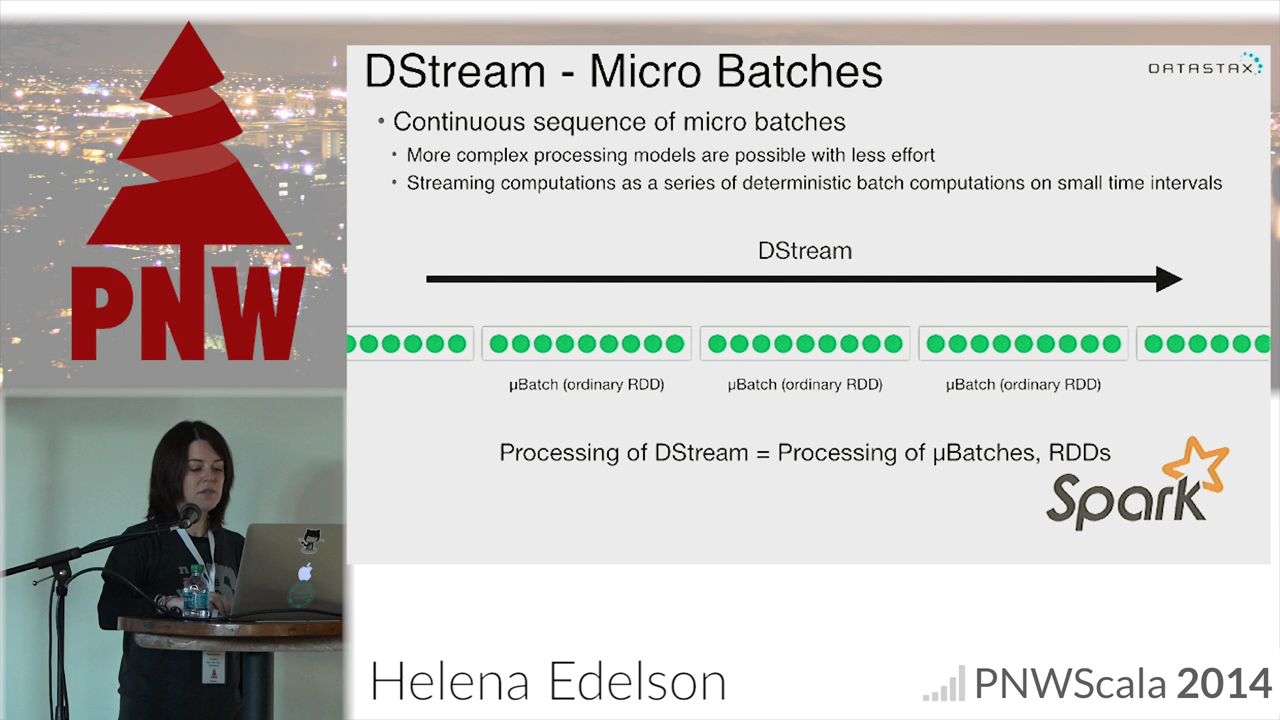 PNW
DStream - Micro Batches
DATASTAX
• Continuous sequence of micro batches
• More complex processing models are possible with less effort
• Streaming computations as a series of deterministic batch computations on small time intervals
DStream
µBatch (ordinary RDD)
µBatch (ordinary RDD)
µBatch (ordinary RDD)
Processing of DStream = Processing of µBatches, RDDs
Spark
Helena Edelson
PNWScala 2014